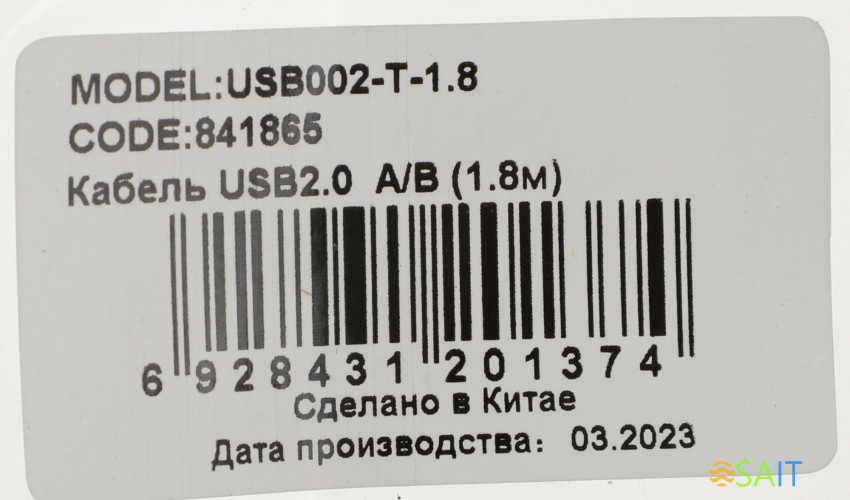 MODEL:USB002-T-1.8
CODE:841865
Кабель USB2.0 A/B (1.8м)
6 928431 201374
Сделано в Китае
Дата производства: 03.2023
SAIT